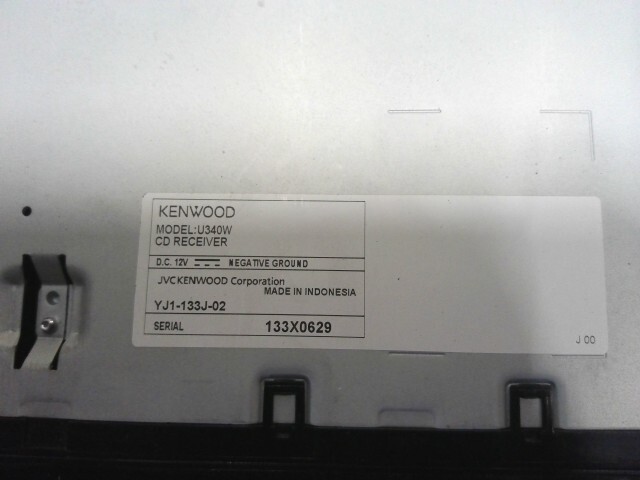 KENWOOD
MODEL:U340W
CD RECEIVER
D.C. 12V NEGATIVE GROUND
JVCKENWOOD Corporation
MADE IN INDONESIA
YJ1-133J-02
SERIAL 133X0629
J 00